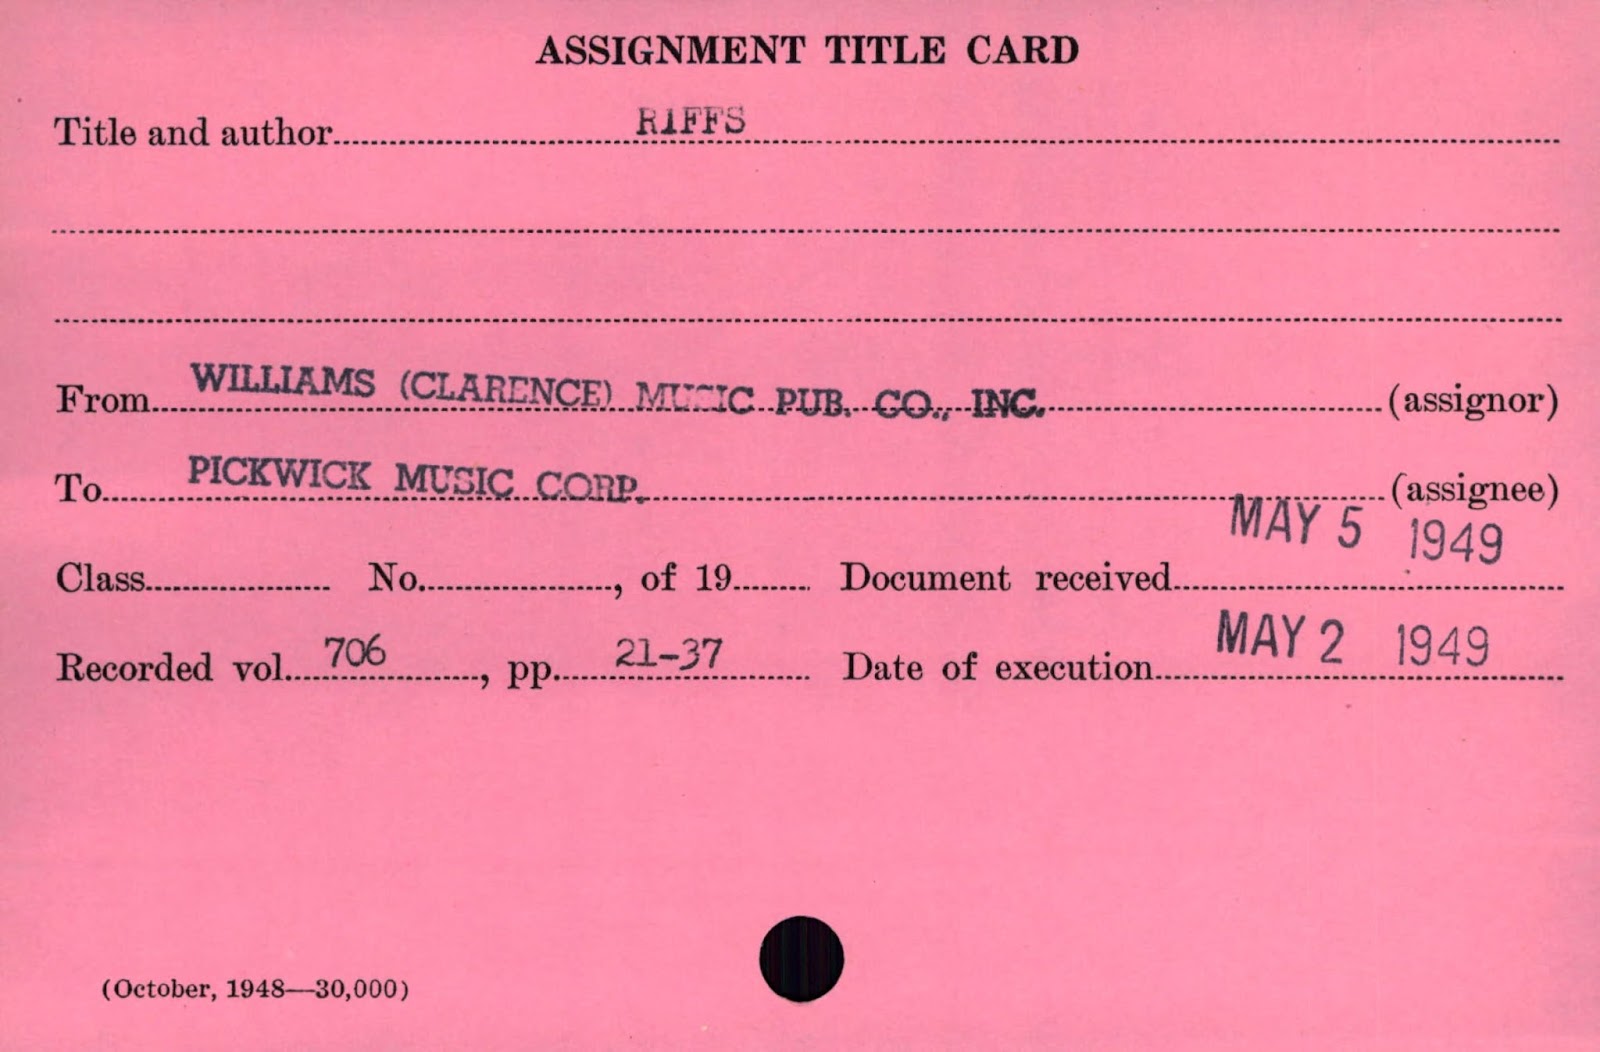 ASSIGNMENT TITLE CARD
Title and author RIFFS
From WILLIAMS (CLARENCE) MUSIC PUB. CO., INC. (assignor)
To PICKWICK MUSIC CORP. (assignee)
Class No. , of 19 Document received MAY 5 1949
Recorded vol. 706 , pp. 21-37 Date of execution MAY 2 1949
(October, 1948—30,000)